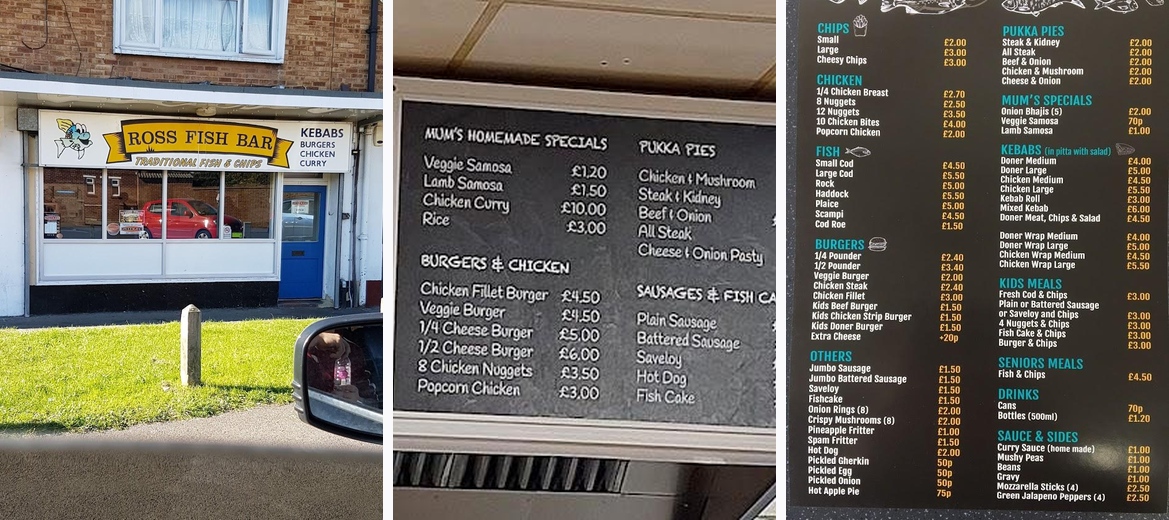 ROSS FISH BAR
TRADITIONAL FISH & CHIPS
KEBABS
BURGERS
CHICKEN
CURRY
MUM'S HOMEMADE SPECIALS
Veggie Samosa £1.20
Lamb Samosa £1.50
Chicken Curry £10.00
Rice £3.00
BURGERS & CHICKEN
Chicken Fillet Burger £4.50
Veggie Burger £4.50
1/4 Cheese Burger £5.00
1/2 Cheese Burger £6.00
8 Chicken Nuggets £3.50
Popcorn Chicken £3.00
PUKKA PIES
Chicken & Mushroom
Steak & Kidney
Beef & Onion
All Steak
Cheese & Onion Pasty
SAUSAGES & FISH CA
Plain Sausage
Battered Sausage
Saveloy
Hot Dog
Fish Cake
CHIPS
Small £2.00
Large £3.00
Cheesy Chips £3.00
CHICKEN
1/4 Chicken Breast £2.70
8 Nuggets £2.50
12 Nuggets £3.50
10 Chicken Bites £4.00
Popcorn Chicken £2.00
FISH
Small Cod £4.50
Large Cod £5.50
Rock £5.00
Haddock £5.50
Plaice £5.00
Scampi £4.50
Cod Roe £1.50
BURGERS
1/4 Pounder £2.40
1/2 Pounder £3.40
Veggie Burger £2.00
Chicken Steak £2.40
Chicken Fillet £3.00
Kids Beef Burger £1.50
Kids Chicken Strip Burger £1.50
Kids Doner Burger £1.50
Extra Cheese +20p
OTHERS
Jumbo Sausage £1.50
Jumbo Battered Sausage £1.50
Saveloy £1.50
Fishcake £1.50
Onion Rings (8) £2.00
Crispy Mushrooms (8) £2.00
Pineapple Fritter £1.00
Spam Fritter £1.50
Hot Dog £2.00
Pickled Gherkin 50p
Pickled Egg 50p
Pickled Onion 50p
Hot Apple Pie 75p
PUKKA PIES
Steak & Kidney £2.00
All Steak £2.00
Beef & Onion £2.00
Chicken & Mushroom £2.00
Cheese & Onion £2.00
MUM'S SPECIALS
Onion Bhajis (5) £2.00
Veggie Samosa 70p
Lamb Samosa £1.00
KEBABS (in pitta with salad)
Doner Medium £4.00
Doner Large £5.00
Chicken Medium £4.50
Chicken Large £5.50
Kebab Roll £3.00
Mixed Kebab £6.00
Doner Meat, Chips & Salad £4.50
Doner Wrap Medium £4.00
Doner Wrap Large £5.00
Chicken Wrap Medium £4.50
Chicken Wrap Large £5.50
KIDS MEALS
Fresh Cod & Chips £3.00
Plain or Battered Sausage
or Saveloy and Chips £3.00
4 Nuggets & Chips £3.00
Fish Cake & Chips £3.00
Burger & Chips £3.00
SENIORS MEALS
Fish & Chips £4.50
DRINKS
Cans 70p
Bottles (500ml) £1.20
SAUCE & SIDES
Curry Sauce (home made) £1.00
Mushy Peas £1.00
Beans £1.00
Gravy £1.00
Mozzarella Sticks (4) £2.50
Green Jalapeno Peppers (4) £2.50